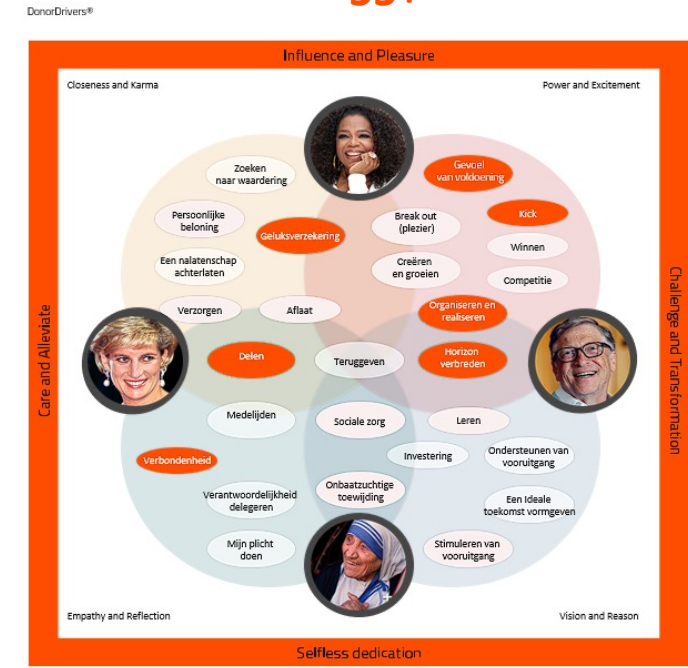 DonorDrivers®
Influence and Pleasure
Closeness and Karma
Power and Excitement
Zoeken
naar waardering
Gevoel
van voldoening
Persoonlijke
beloning
Geluksverzekering
Break out
(plezier)
Kick
Winnen
Een nalatenschap
achterlaten
Creëren
en groeien
Competitie
Verzorgen
Aflaat
Organiseren en
realiseren
Care and Alleviate
Challenge and Transformation
Delen
Teruggeven
Horizon
verbreden
Medelijden
Sociale zorg
Leren
Verbondenheid
Investering
Ondersteunen van
vooruitgang
Verantwoordelijkheid
delegeren
Onbaatzuchtige
toewijding
Een Ideale
toekomst vormgeven
Mijn plicht
doen
Stimuleren van
vooruitgang
Empathy and Reflection
Vision and Reason
Selfless dedication